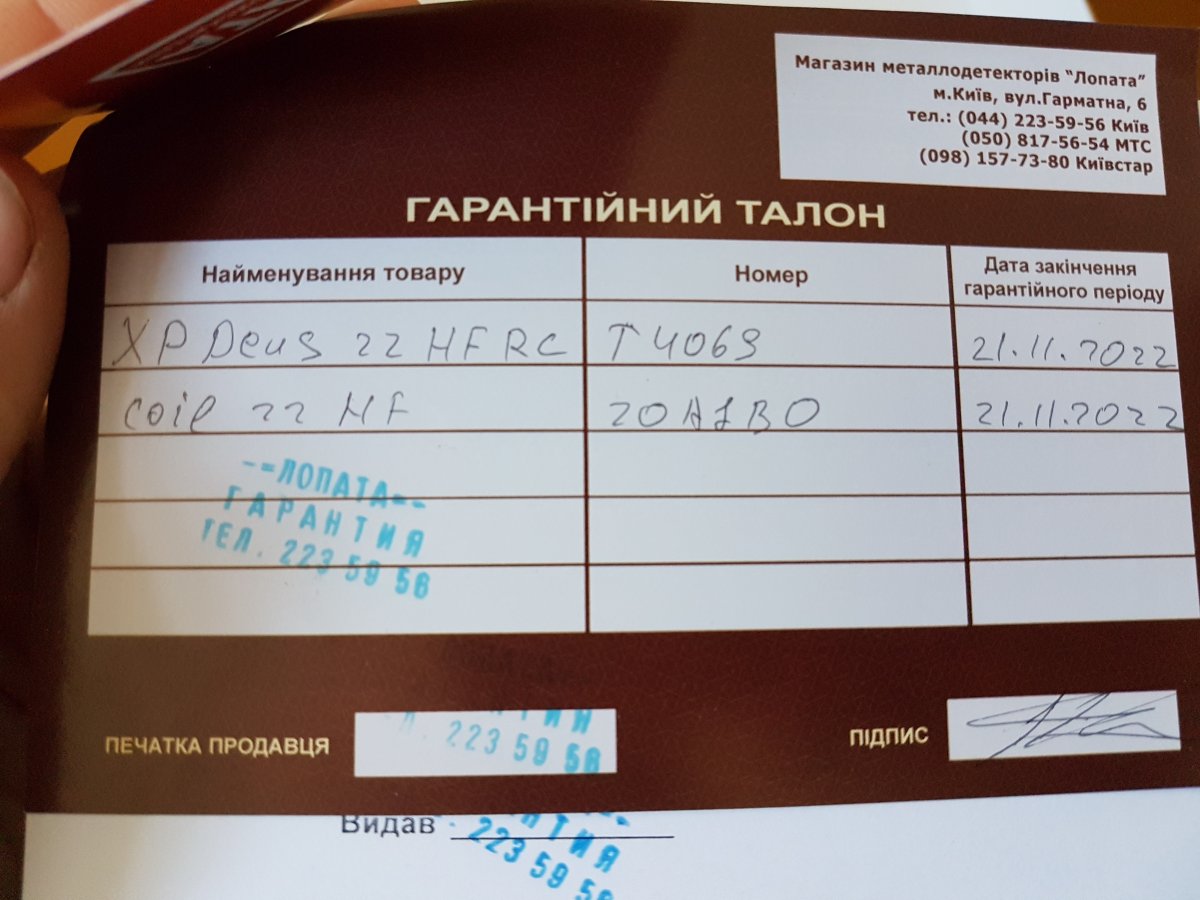 Магазин металлодетекторів "Лопата"
м.Київ, вул.Гарматна, 6
тел.: (044) 223-59-56 Київ
(050) 817-56-54 МТС
(098) 157-73-80 Київстар
ГАРАНТІЙНИЙ ТАЛОН
Найменування товару Номер Дата закінчення гарантійного періоду
XP Deus 22 HF RC T4069 21.11.2022
coil 22 HF 20A1B0 21.11.2022
-=ЛОПАТА=-
ГАРАНТИЯ
ТЕЛ. 223 59 56
ПЕЧАТКА ПРОДАВЦЯ
223 59 56
ПІДПИС
Видав
223 59 56